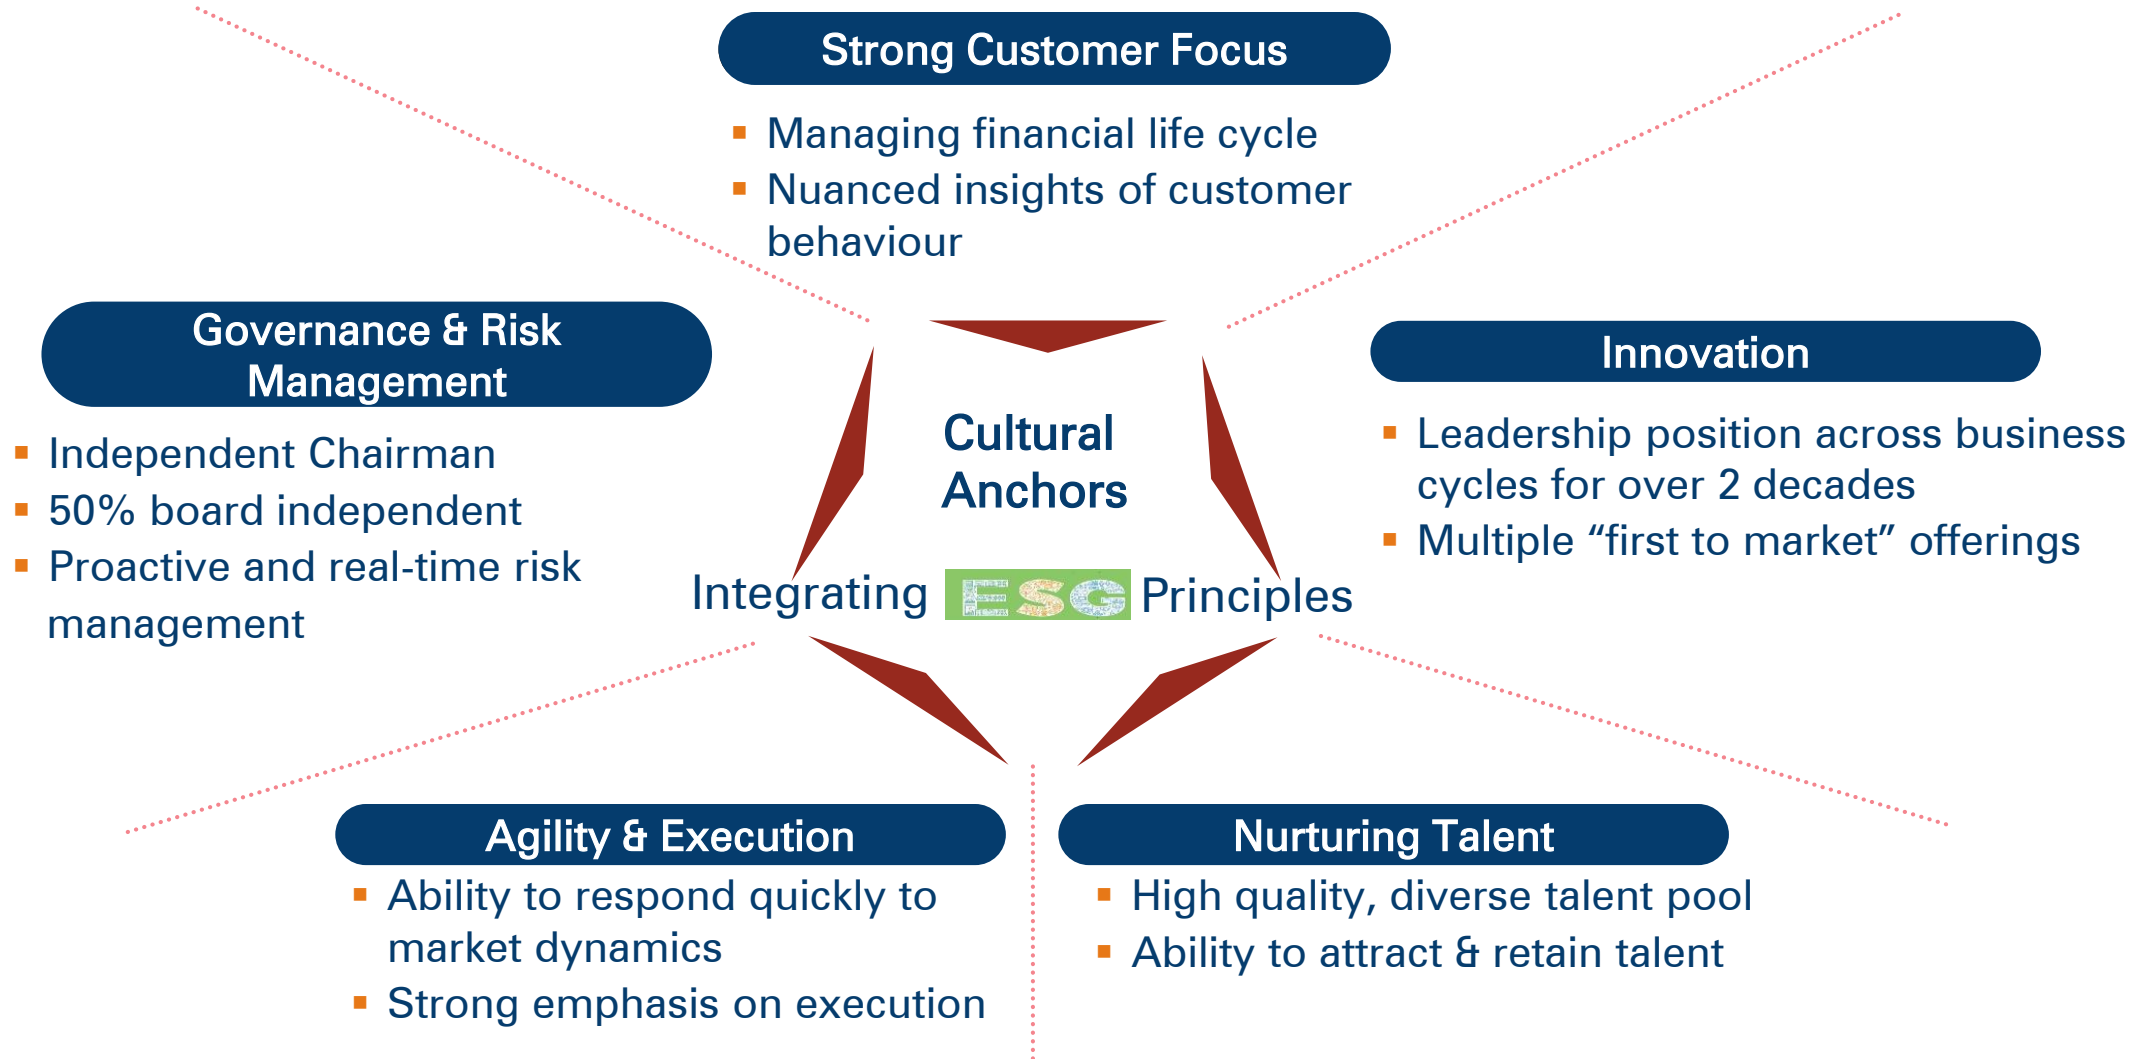 Strong Customer Focus
▪ Managing financial life cycle
▪ Nuanced insights of customer
behaviour
Governance & Risk
Management
▪ Independent Chairman
▪ 50% board independent
▪ Proactive and real-time risk
management
Cultural
Anchors
Integrating ESG Principles
Innovation
▪ Leadership position across business
cycles for over 2 decades
▪ Multiple “first to market” offerings
Agility & Execution
▪ Ability to respond quickly to
market dynamics
▪ Strong emphasis on execution
Nurturing Talent
▪ High quality, diverse talent pool
▪ Ability to attract & retain talent